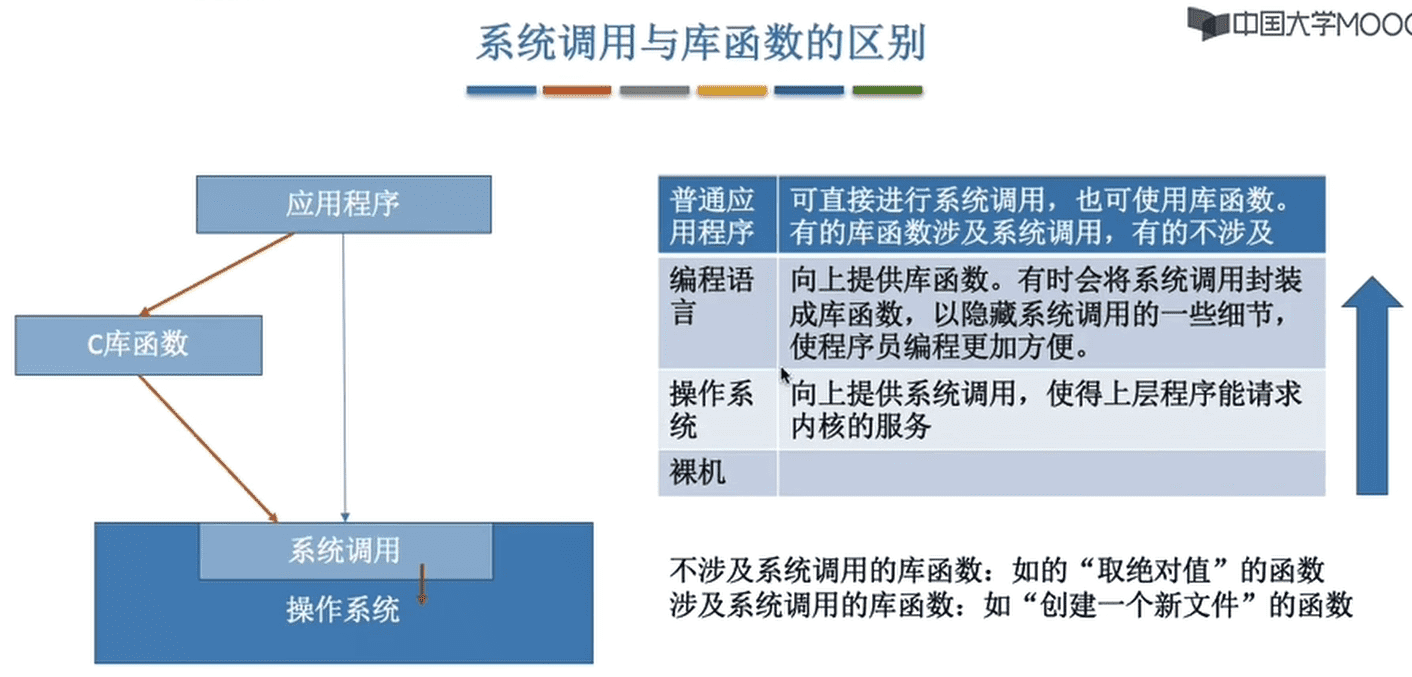 系统调用与库函数的区别
中国大学MOOC
应用程序
C库函数
系统调用
操作系统
普通应
用程序
可直接进行系统调用，也可使用库函数。
有的库函数涉及系统调用，有的不涉及
编程语
言
向上提供库函数。有时会将系统调用封装
成库函数，以隐藏系统调用的一些细节，
使程序员编程更加方便。
操作系
统
向上提供系统调用，使得上层程序能请求
内核的服务
裸机
不涉及系统调用的库函数：如的“取绝对值”的函数
涉及系统调用的库函数：如“创建一个新文件”的函数